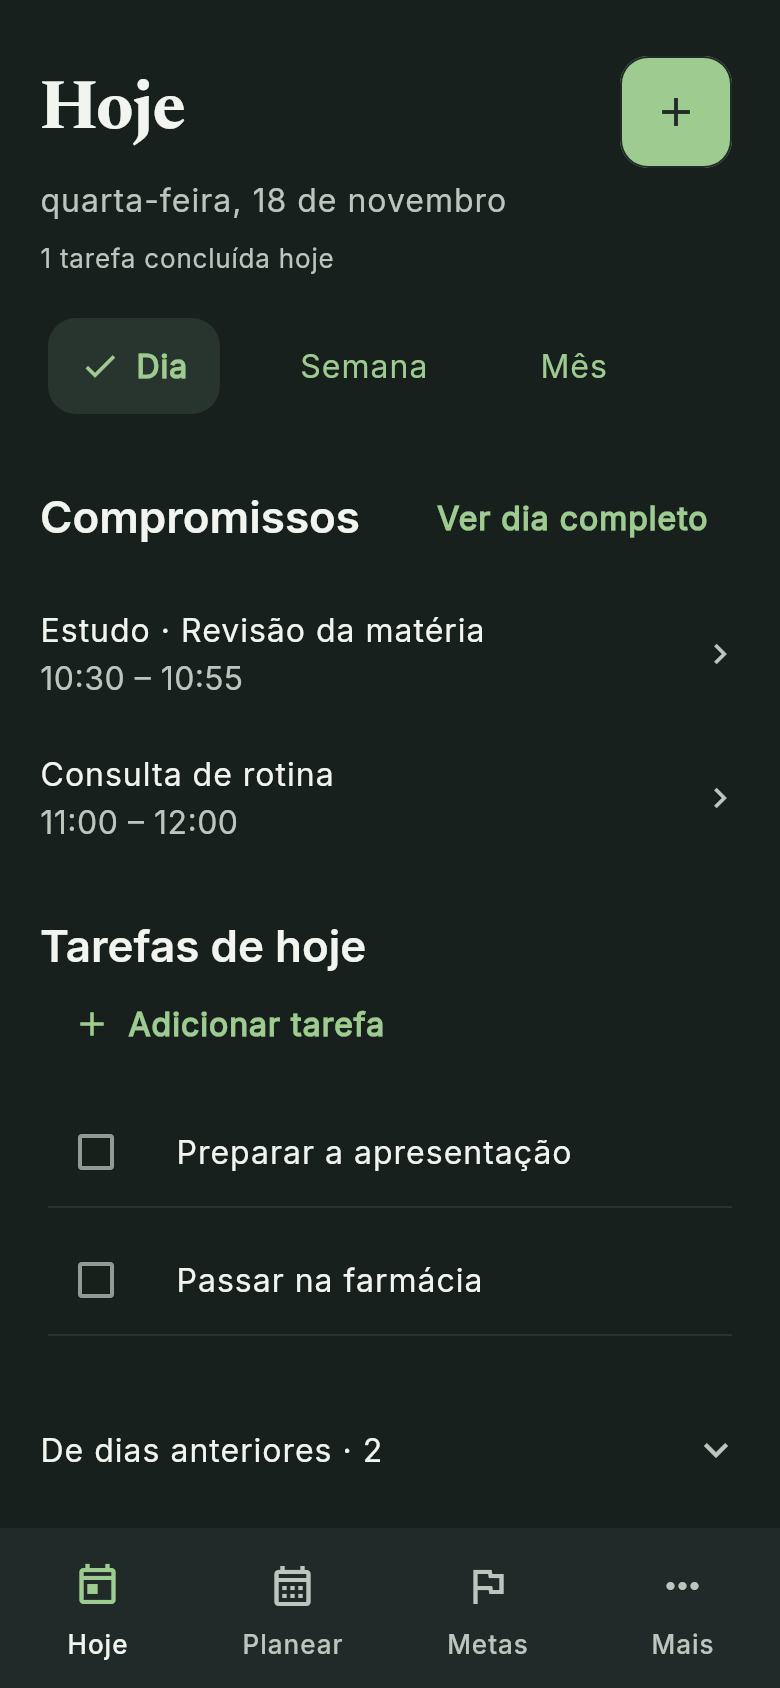 Hoje
quarta-feira, 18 de novembro
1 tarefa concluída hoje
Dia
Semana
Mês
Compromissos
Ver dia completo
Estudo · Revisão da matéria
10:30 – 10:55
Consulta de rotina
11:00 – 12:00
Tarefas de hoje
Adicionar tarefa
Preparar a apresentação
Passar na farmácia
De dias anteriores · 2
Hoje
Planear
Metas
Mais